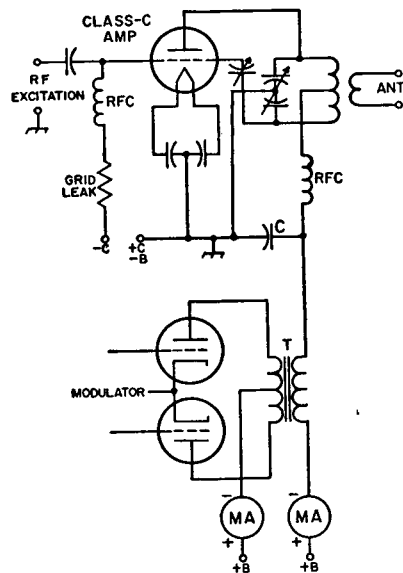 CLASS-C
AMP
RF
EXCITATION
RFC
ANT
GRID
LEAK
RFC
-C
+C
-B
C
T
MODULATOR
- -
MA MA
+ +
+B +B